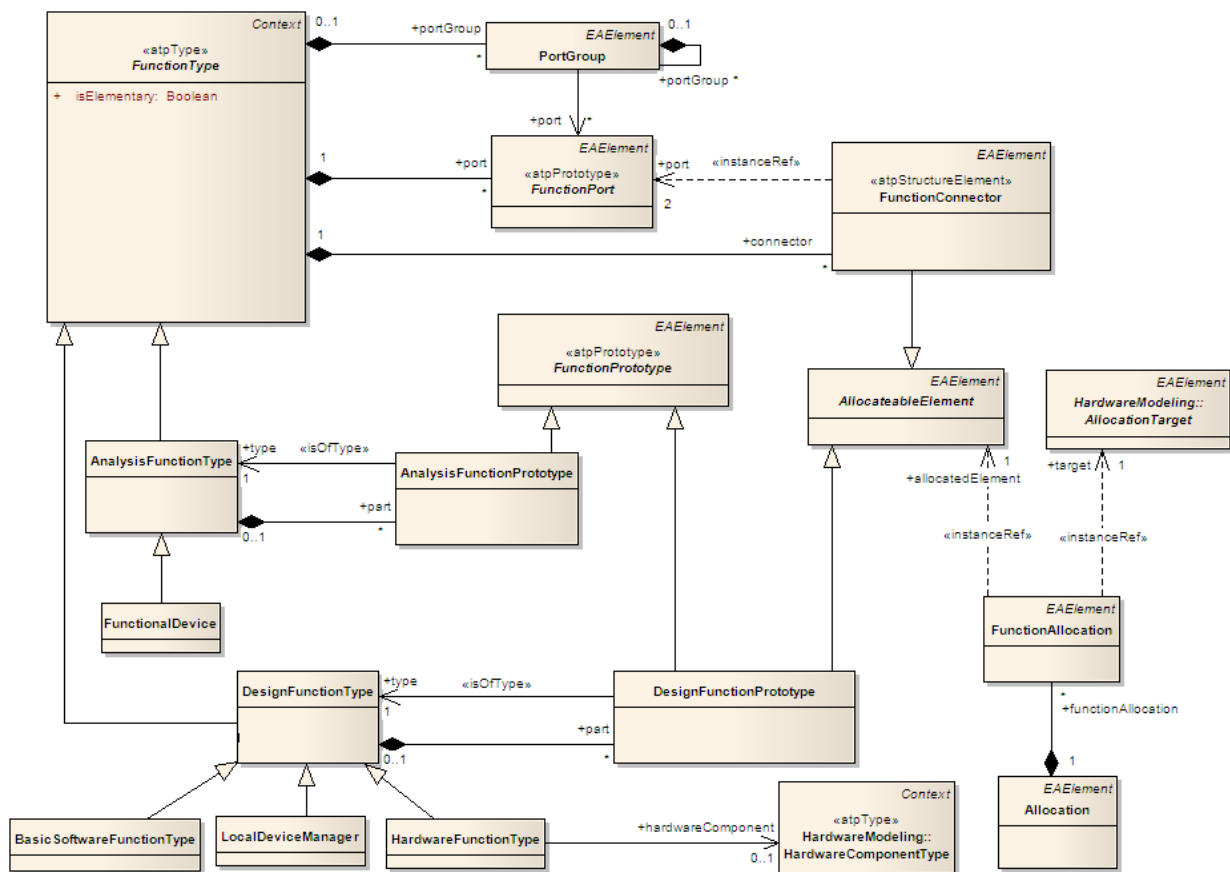 Context
«atpType»
FunctionType
+ isElementary: Boolean
0..1
+portGroup
*
EAElement
PortGroup
0..1
+portGroup *
+port
*
1
+port
*
EAElement
«atpPrototype»
FunctionPort
+port
2
«instanceRef»
EAElement
«atpStructureElement»
FunctionConnector
1
+connector
*
EAElement
«atpPrototype»
FunctionPrototype
EAElement
AllocateableElement
EAElement
HardwareModeling::
AllocationTarget
AnalysisFunctionType
+type
1
«isOfType»
AnalysisFunctionPrototype
0..1
+part
*
1
+allocatedElement
+target
1
«instanceRef»
«instanceRef»
FunctionalDevice
EAElement
FunctionAllocation
DesignFunctionType
+type
1
«isOfType»
DesignFunctionPrototype
0..1
+part
*
*
+functionAllocation
1
EAElement
Allocation
BasicSoftwareFunctionType
LocalDeviceManager
HardwareFunctionType
+hardwareComponent
0..1
Context
«atpType»
HardwareModeling::
HardwareComponentType